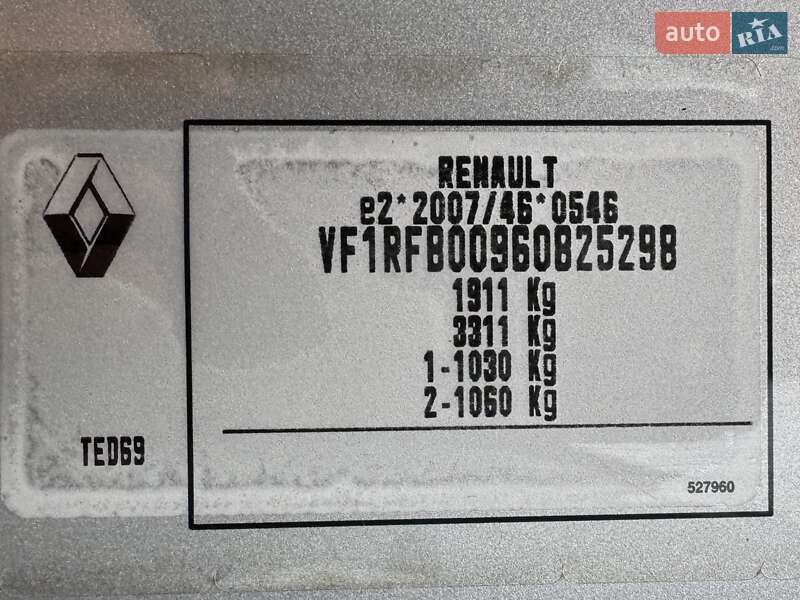 auto RIA.com
RENAULT
e2*2007/46*0546
VF1RFB00960825298
1911 Kg
3311 Kg
1-1030 Kg
2-1060 Kg
TED69
527960